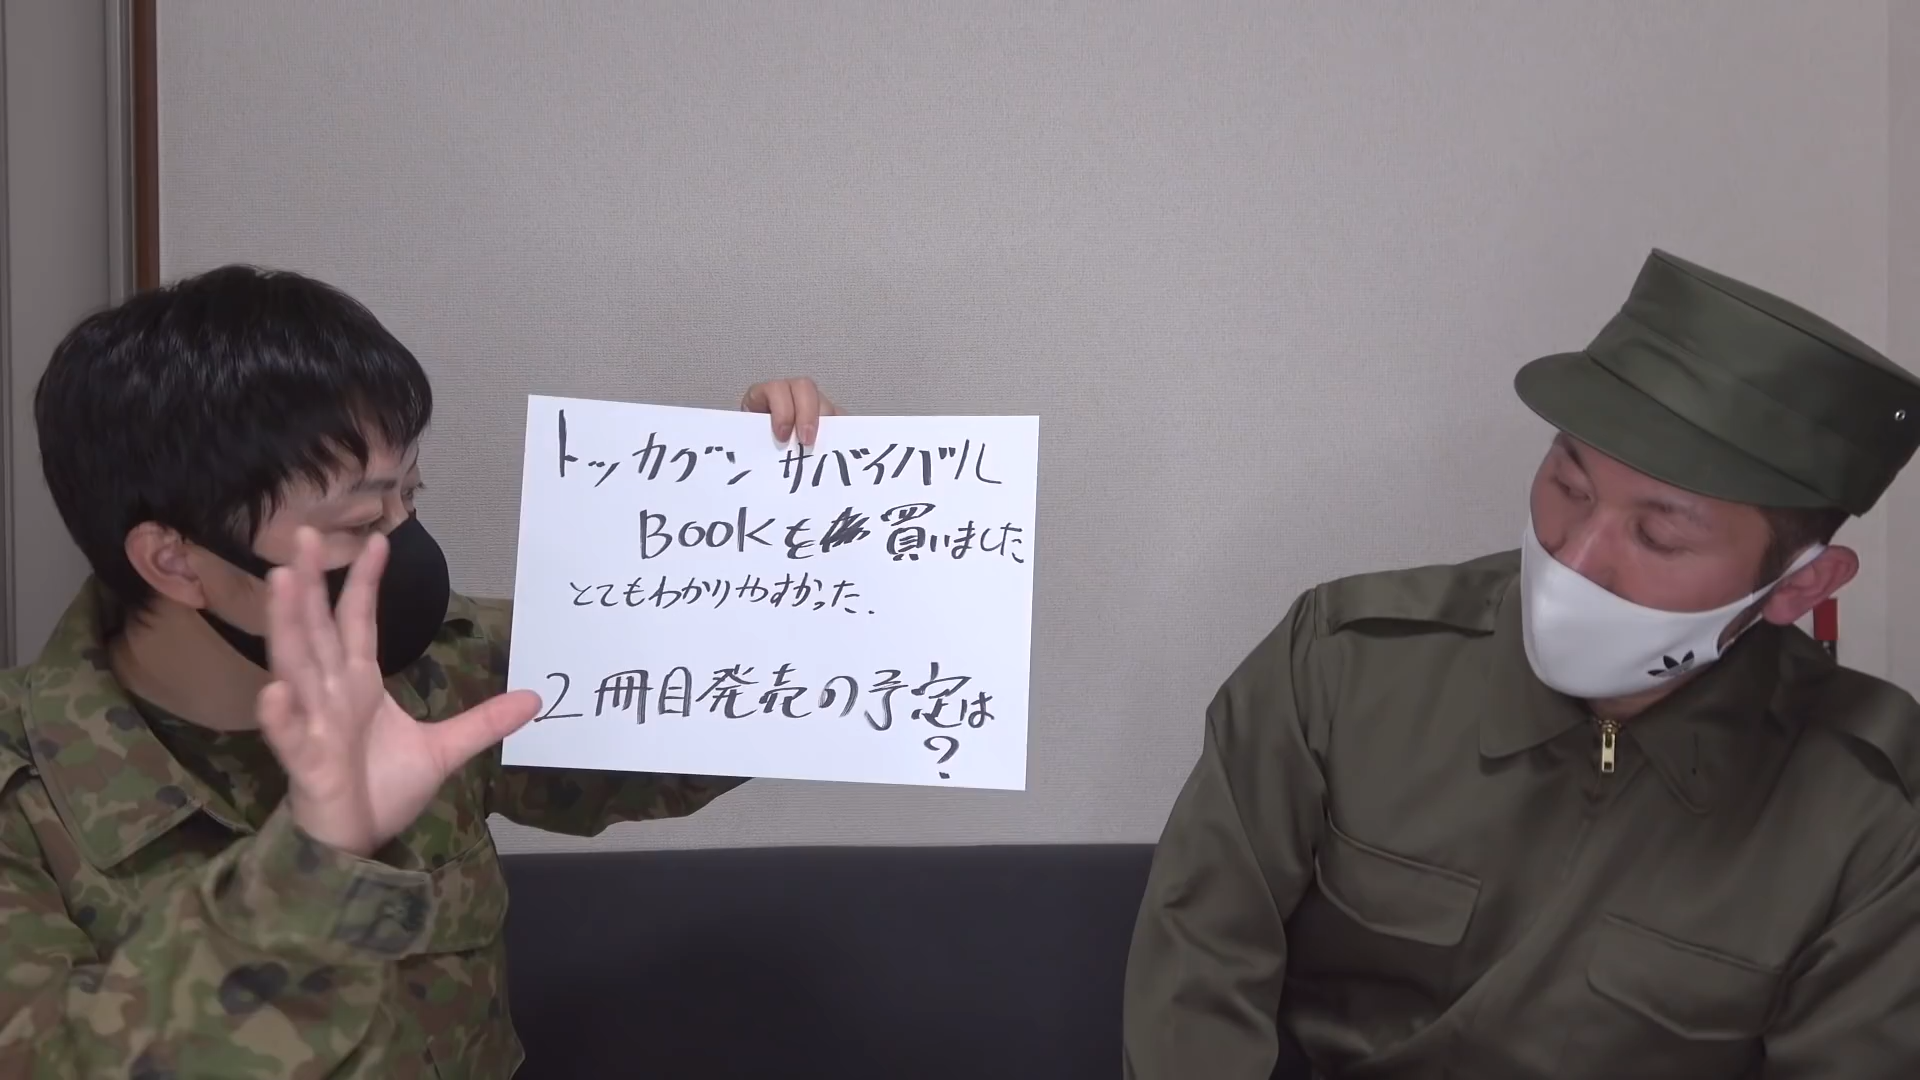 トッカグン サバイバル
BOOKを買いました
とてもわかりやすかった.
2冊目発売の予定は
?